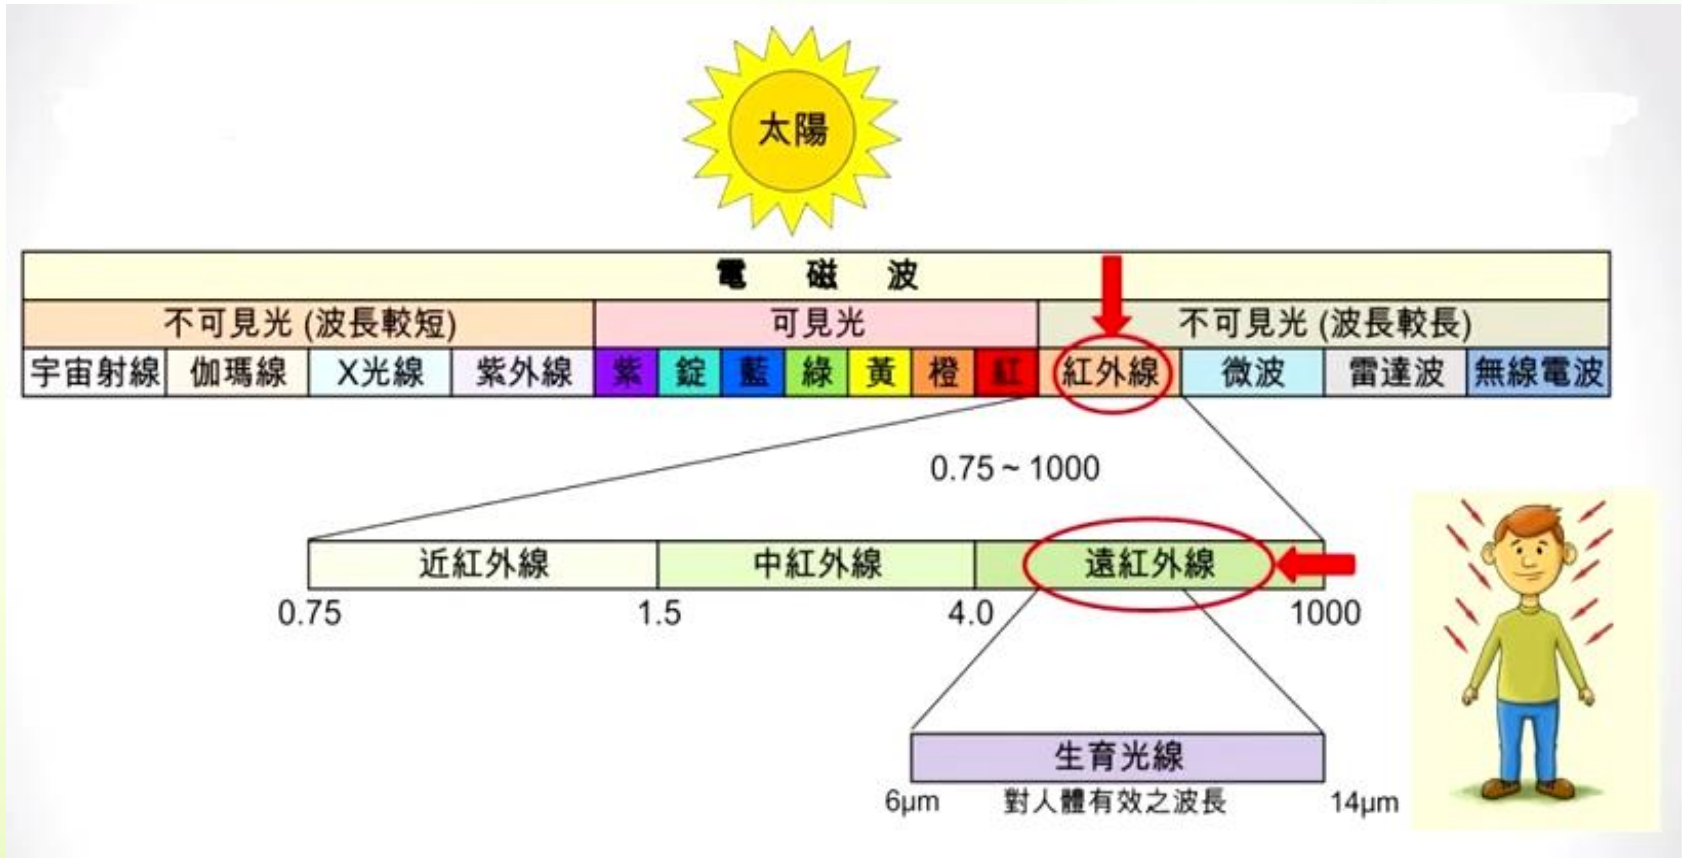 太陽
電 磁 波
不可見光 (波長較短) 可見光 不可見光 (波長較長)
宇宙射線 伽瑪線 X光線 紫外線 紫 錠 藍 綠 黃 橙 紅 紅外線 微波 雷達波 無線電波
0.75 ~ 1000
近紅外線 中紅外線 遠紅外線
0.75 1.5 4.0 1000
生育光線
6μm 對人體有效之波長 14μm